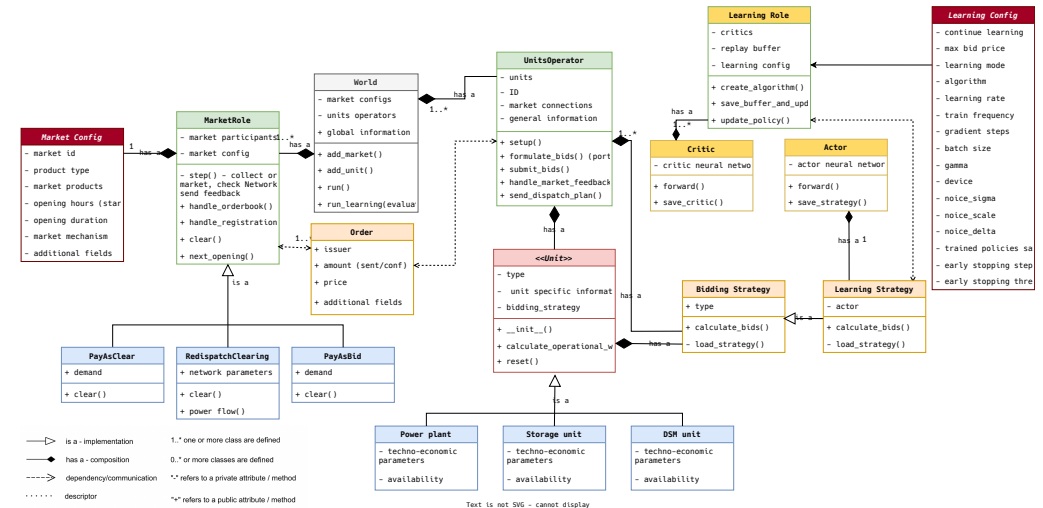 Market Config
- market id
- product type
- market products
- opening hours (star
- opening duration
- market mechanism
- additional fields
1
has a
MarketRole
- market participants
- market config
- step() - collect or
market, check Network
send feedback
+ handle_orderbook()
+ handle_registration
+ clear()
+ next_opening()
1..*
has a
World
- market configs
- units operators
+ global information
+ add_market()
+ add_unit()
+ run()
+ run_learning(evalua
has a
1..*
Order
+ issuer
+ amount (sent/conf)
+ price
+ additional fields
1..
is a
PayAsClear
+ demand
+ clear()
RedispatchClearing
+ network parameters
+ clear()
+ power flow()
PayAsBid
+ demand
+ clear()
UnitsOperator
- units
- ID
- market connections
- general information
+ setup()
+ formulate_bids() (port
+ submit_bids()
+ handle_market_feedback
+ send_dispatch_plan()
1..*
has a
has a
<<Unit>>
- type
- unit specific informat
- bidding_strategy
+ __init__()
+ calculate_operational_w
+ reset()
has a
is a
Power plant
- techno-economic
parameters
- availability
Storage unit
- techno-economic
parameters
- availability
DSM unit
- techno-economic
parameters
- availability
Learning Role
- critics
- replay buffer
- learning config
+ create_algorithm()
+ save_buffer_and_upd
+ update_policy()
has a
1..*
Critic
- critic neural netwo
+ forward()
+ save_critic()
Actor
- actor neural networ
+ forward()
+ save_strategy()
has a 1
Bidding Strategy
+ type
+ calculate_bids()
- load_strategy()
is a
Learning Strategy
- actor
+ calculate_bids()
- load_strategy()
Learning Config
- continue learning
- max bid price
- learning mode
- algorithm
- learning rate
- train frequency
- gradient steps
- batch size
- gamma
- device
- noice_sigma
- noice_scale
- noice_delta
- trained policies sa
- early stopping step
- early stopping thre
is a - implementation
has a - composition
dependency/communication
descriptor
1..* one or more class are defined
0..* or more classes are defined
"-" refers to a private attribute / method
"+" refers to a public attribute / method
Text is not SVG - cannot display